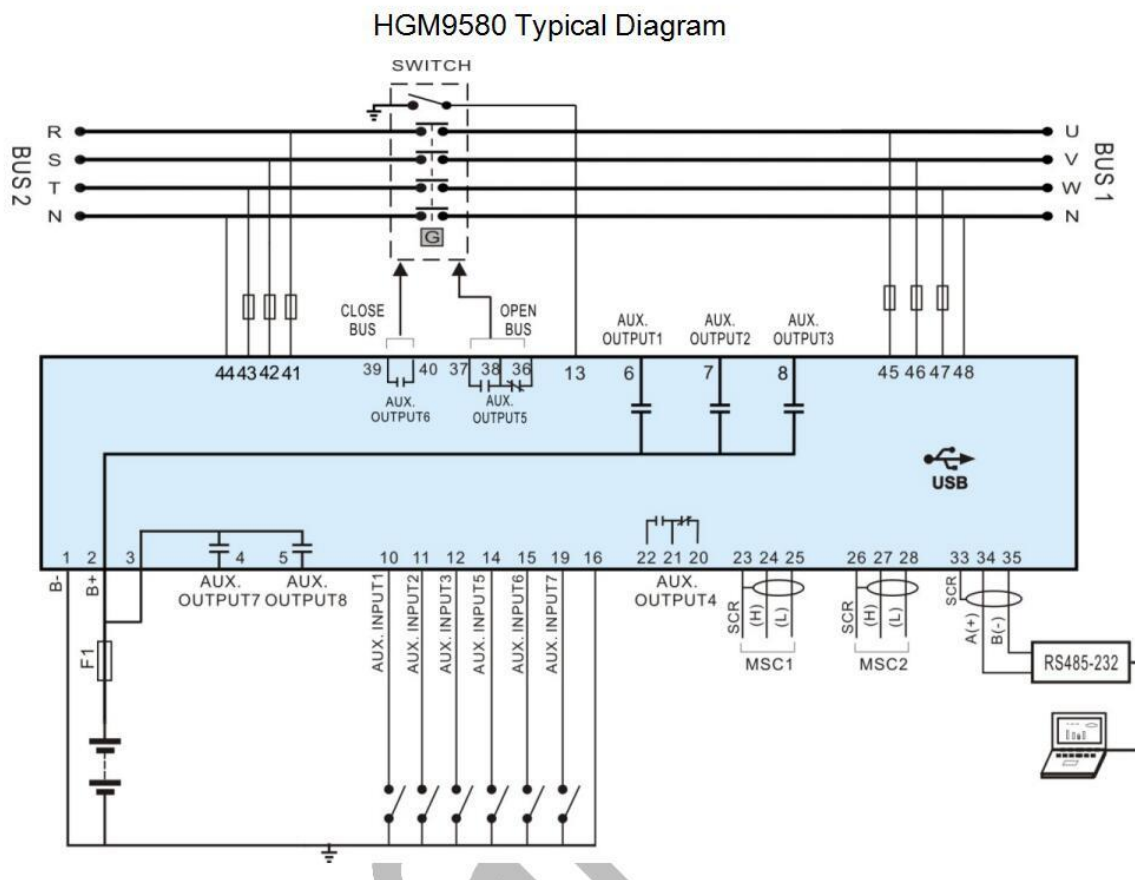 HGM9580 Typical Diagram
SWITCH
R
S
T
N
BUS 2
U
V
W
N
BUS 1
G
CLOSE
BUS
OPEN
BUS
AUX.
OUTPUT1
AUX.
OUTPUT2
AUX.
OUTPUT3
44 43 42 41
39 40 37 38 36 13 6 7 8
45 46 47 48
AUX.
OUTPUT6
AUX.
OUTPUT5
USB
1 2 3 4 5 10 11 12 14 15 19 16 22 21 20 23 24 25 26 27 28 33 34 35
B-
B+
F1
AUX.
OUTPUT7
AUX.
OUTPUT8
AUX. INPUT1
AUX. INPUT2
AUX. INPUT3
AUX. INPUT5
AUX. INPUT6
AUX. INPUT7
AUX.
OUTPUT4
SCR
(H)
(L)
MSC1
SCR
(H)
(L)
MSC2
SCR
A(+)
B(-)
RS485-232